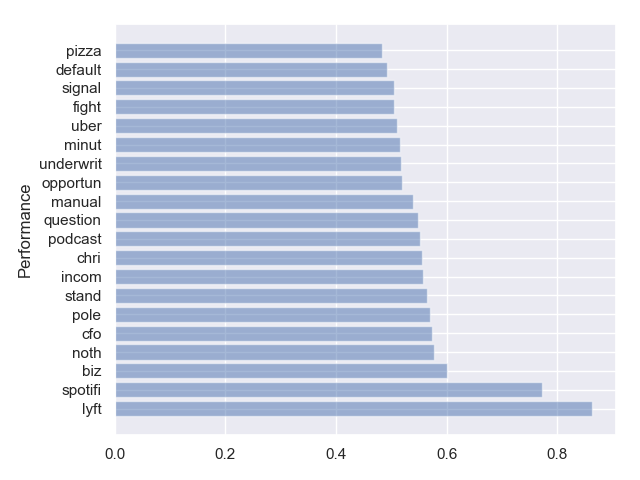 pizza
default
signal
fight
uber
minut
underwrit
opportun
manual
question
podcast
chri
incom
stand
pole
cfo
noth
biz
spotifi
lyft
Performance
0.0 0.2 0.4 0.6 0.8